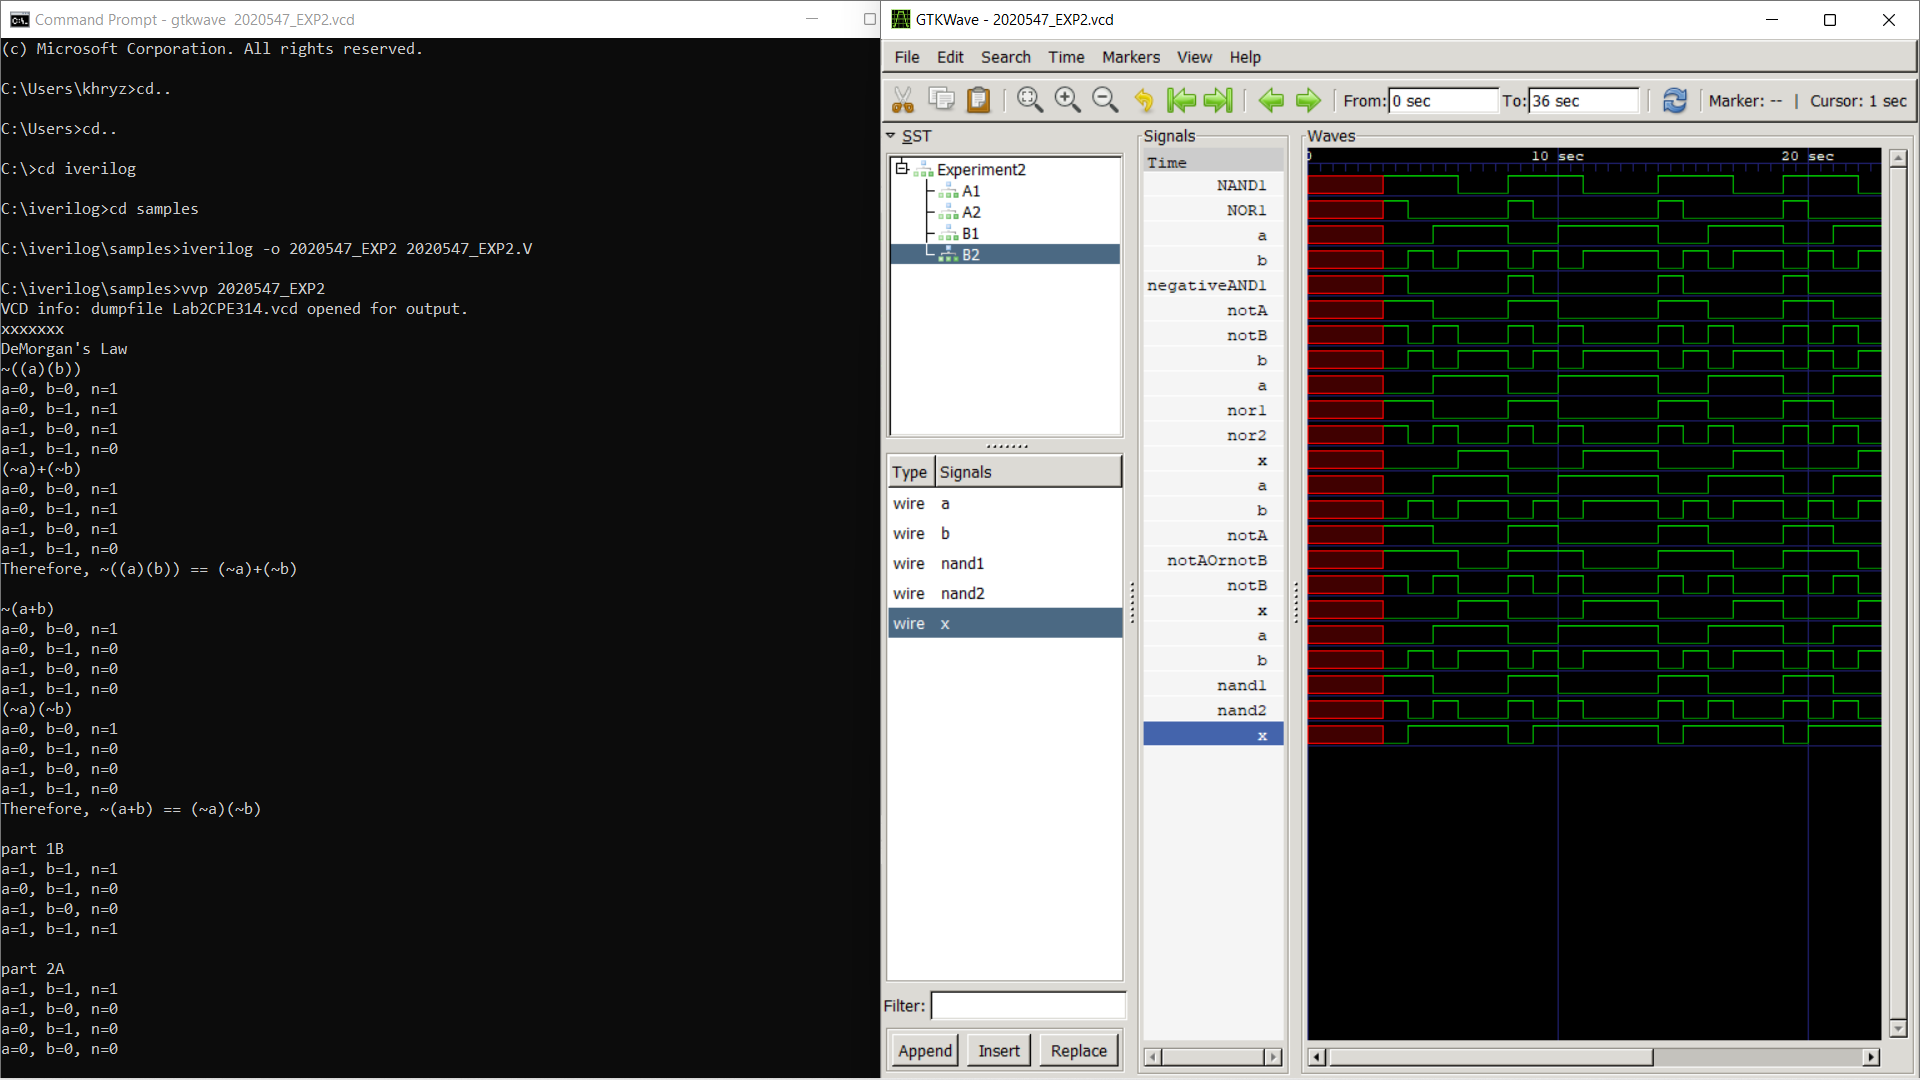 Command Prompt - gtkwave  2020547_EXP2.vcd
(c) Microsoft Corporation. All rights reserved.
C:\Users\khryz>cd..
C:\Users>cd..
C:\>cd iverilog
C:\iverilog>cd samples
C:\iverilog\samples>iverilog -o 2020547_EXP2 2020547_EXP2.V
C:\iverilog\samples>vvp 2020547_EXP2
VCD info: dumpfile Lab2CPE314.vcd opened for output.
xxxxxxx
DeMorgan's Law
~((a)(b))
a=0, b=0, n=1
a=0, b=1, n=1
a=1, b=0, n=1
a=1, b=1, n=0
(~a)+(~b)
a=0, b=0, n=1
a=0, b=1, n=1
a=1, b=0, n=1
a=1, b=1, n=0
Therefore, ~((a)(b)) == (~a)+(~b)
~(a+b)
a=0, b=0, n=1
a=0, b=1, n=0
a=1, b=0, n=0
a=1, b=1, n=0
(~a)(~b)
a=0, b=0, n=1
a=0, b=1, n=0
a=1, b=0, n=0
a=1, b=1, n=0
Therefore, ~(a+b) == (~a)(~b)
part 1B
a=1, b=1, n=1
a=0, b=1, n=0
a=1, b=0, n=0
a=1, b=1, n=1
part 2A
a=1, b=1, n=1
a=1, b=0, n=0
a=0, b=1, n=0
a=0, b=0, n=0
GTKWave - 2020547_EXP2.vcd
File Edit Search Time Markers View Help
From: 0 sec To: 36 sec Marker: -- | Cursor: 1 sec
SST
Experiment2
A1
A2
B1
B2
Type Signals
wire a
wire b
wire nand1
wire nand2
wire x
Filter:
Append Insert Replace
Signals
Time
NAND1
NOR1
a
b
negativeAND1
notA
notB
b
a
nor1
nor2
x
a
b
notA
notAOrnotB
notB
x
a
b
nand1
nand2
x
Waves
0 10 sec 20 sec